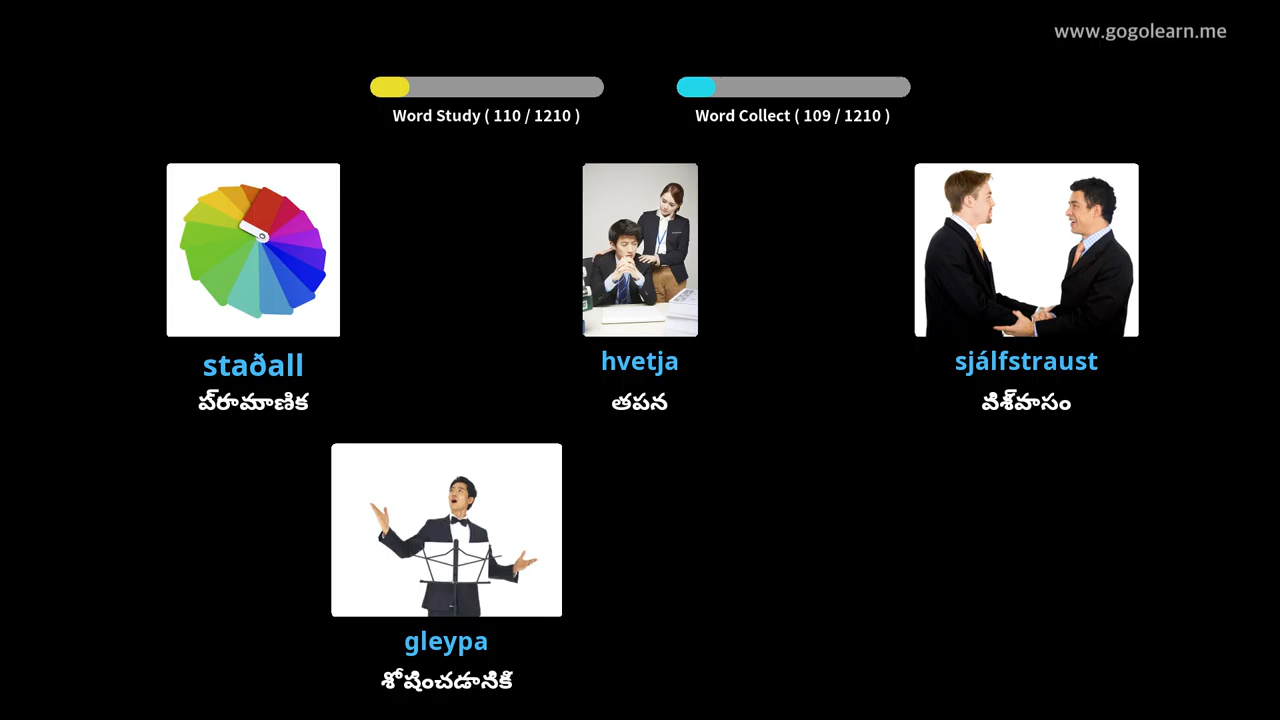 www.gogolearn.me
Word Study ( 110 / 1210 )
Word Collect ( 109 / 1210 )
staðall
ప్రామాణిక
hvetja
తపన
sjálfstraust
విశ్వాసం
gleypa
శోషించడానికి